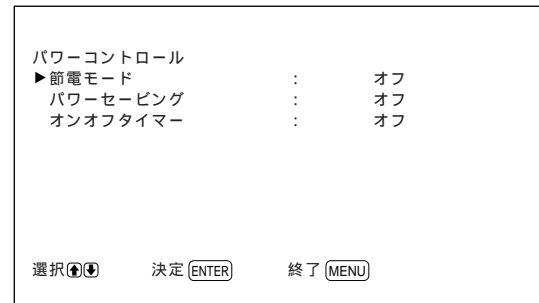 パワーコントロール
▶節電モード : オフ
パワーセービング : オフ
オンオフタイマー : オフ
選択⬆⬇ 決定 ENTER 終了 MENU